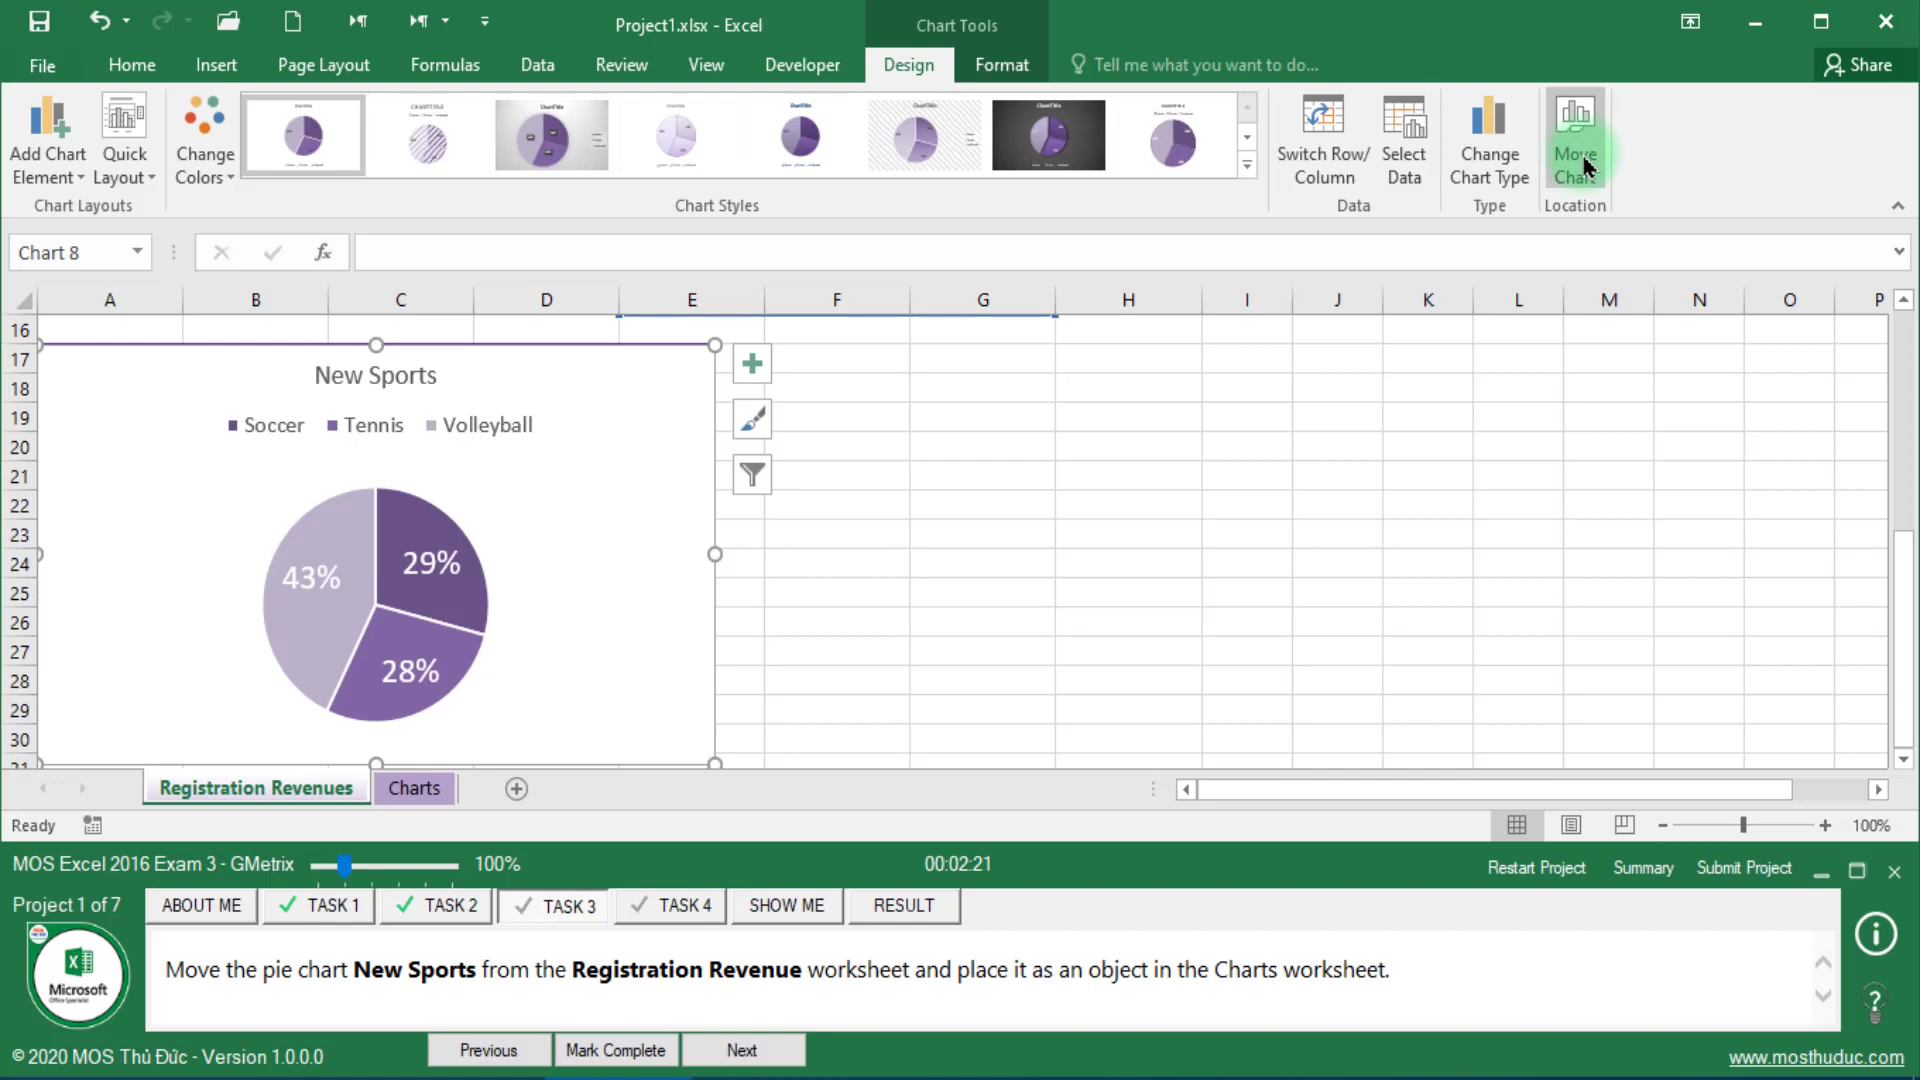 Project1.xlsx - Excel
Chart Tools
File Home Insert Page Layout Formulas Data Review View Developer Design Format Tell me what you want to do... Share
Add Chart Element
Quick Layout
Change Colors
Switch Row/ Column
Select Data
Change Chart Type
Move Chart
Chart Layouts Chart Styles Data Type Location
Chart 8 fx
A B C D E F G H I J K L M N O P
16
17
18
19
20
21
22
23
24
25
26
27
28
29
30
31
New Sports
Soccer Tennis Volleyball
29%
43%
28%
Registration Revenues Charts
Ready 100%
MOS Excel 2016 Exam 3 - GMetrix 100% 00:02:21 Restart Project Summary Submit Project
Project 1 of 7 ABOUT ME TASK 1 TASK 2 TASK 3 TASK 4 SHOW ME RESULT
Move the pie chart New Sports from the Registration Revenue worksheet and place it as an object in the Charts worksheet.
Microsoft
Previous Mark Complete Next
© 2020 MOS Thủ Đức - Version 1.0.0.0
www.mosthuduc.com